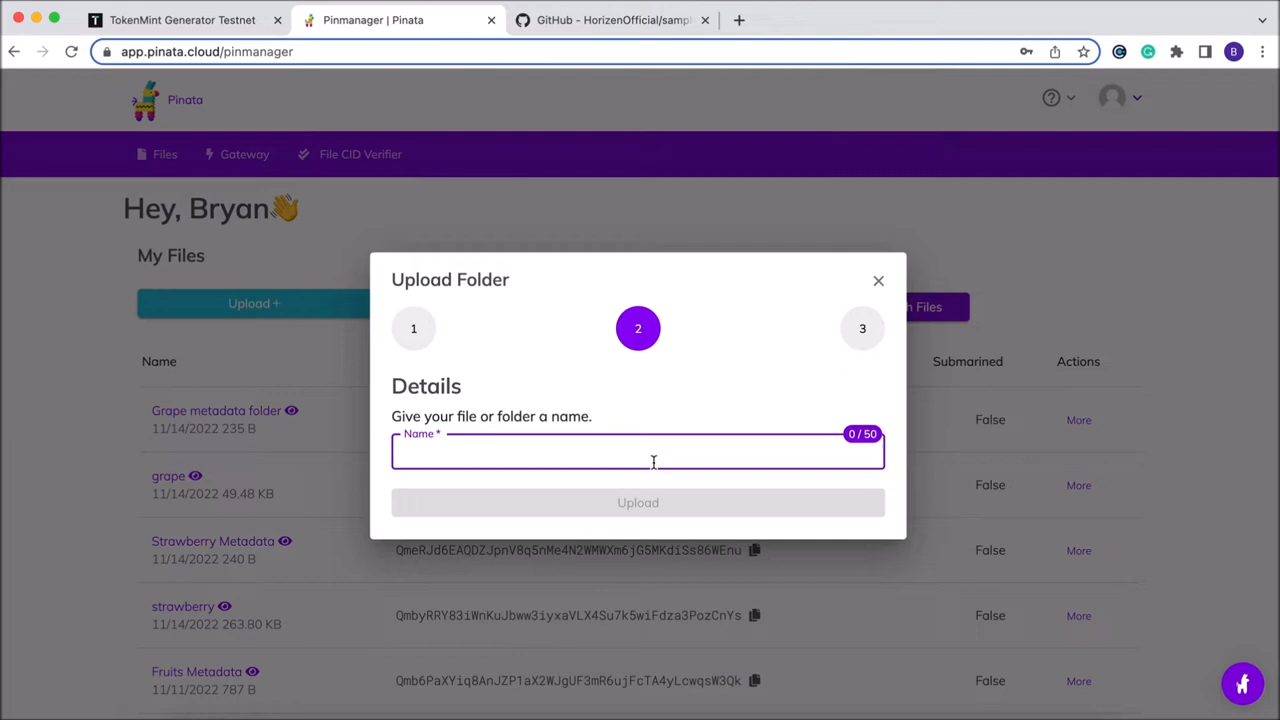 TokenMint Generator Testnet
Pinmanager | Pinata
GitHub - HorizenOfficial/sampl
app.pinata.cloud/pinmanager
B
Pinata
Files
Gateway
File CID Verifier
Hey, Bryan👋
My Files
Upload +
h Files
Upload Folder
1
2
3
Details
Give your file or folder a name.
Name *
0 / 50
Upload
Name
Submarined
Actions
Grape metadata folder
11/14/2022 235 B
False
More
grape
11/14/2022 49.48 KB
False
More
Strawberry Metadata
11/14/2022 240 B
QmeRJd6EAQDZJpnV8q5nMe4N2WMWXm6jG5MKdiSs86WEnu
False
More
strawberry
11/14/2022 263.80 KB
QmbyRRY83iWnKuJbww3iyxaVLX4Su7k5wiFdza3PozCnYs
False
More
Fruits Metadata
11/11/2022 787 B
Qmb6PaXYiq8AnJZP1aX2WJgUF3mR6ujFcTA4yLcwqsW3Qk
False
More